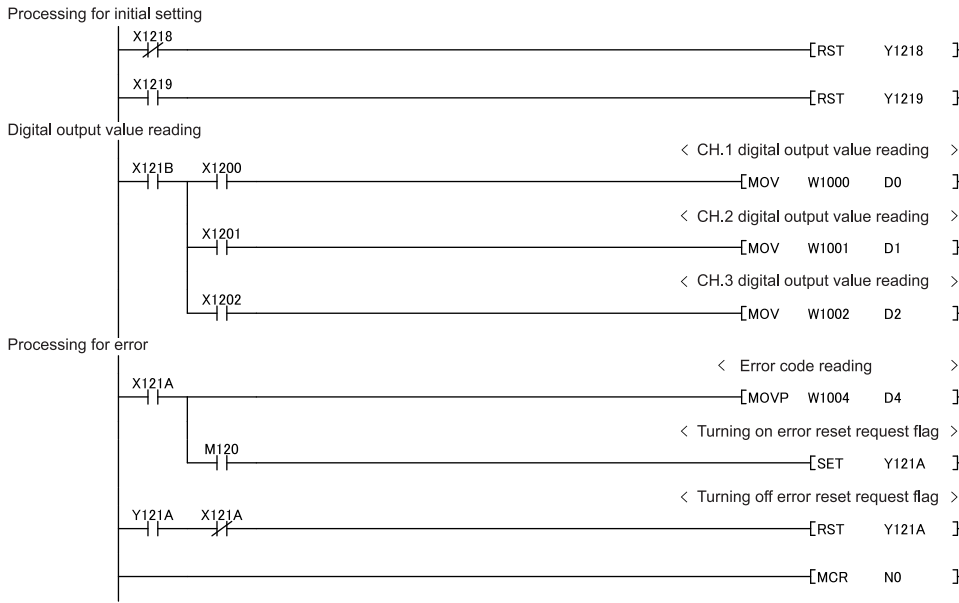 Processing for initial setting
X1218
RST Y1218
X1219
RST Y1219
Digital output value reading
< CH.1 digital output value reading >
X121B X1200
MOV W1000 D0
< CH.2 digital output value reading >
X1201
MOV W1001 D1
< CH.3 digital output value reading >
X1202
MOV W1002 D2
Processing for error
< Error code reading >
X121A
MOVP W1004 D4
< Turning on error reset request flag >
M120
SET Y121A
< Turning off error reset request flag >
Y121A X121A
RST Y121A
MCR N0